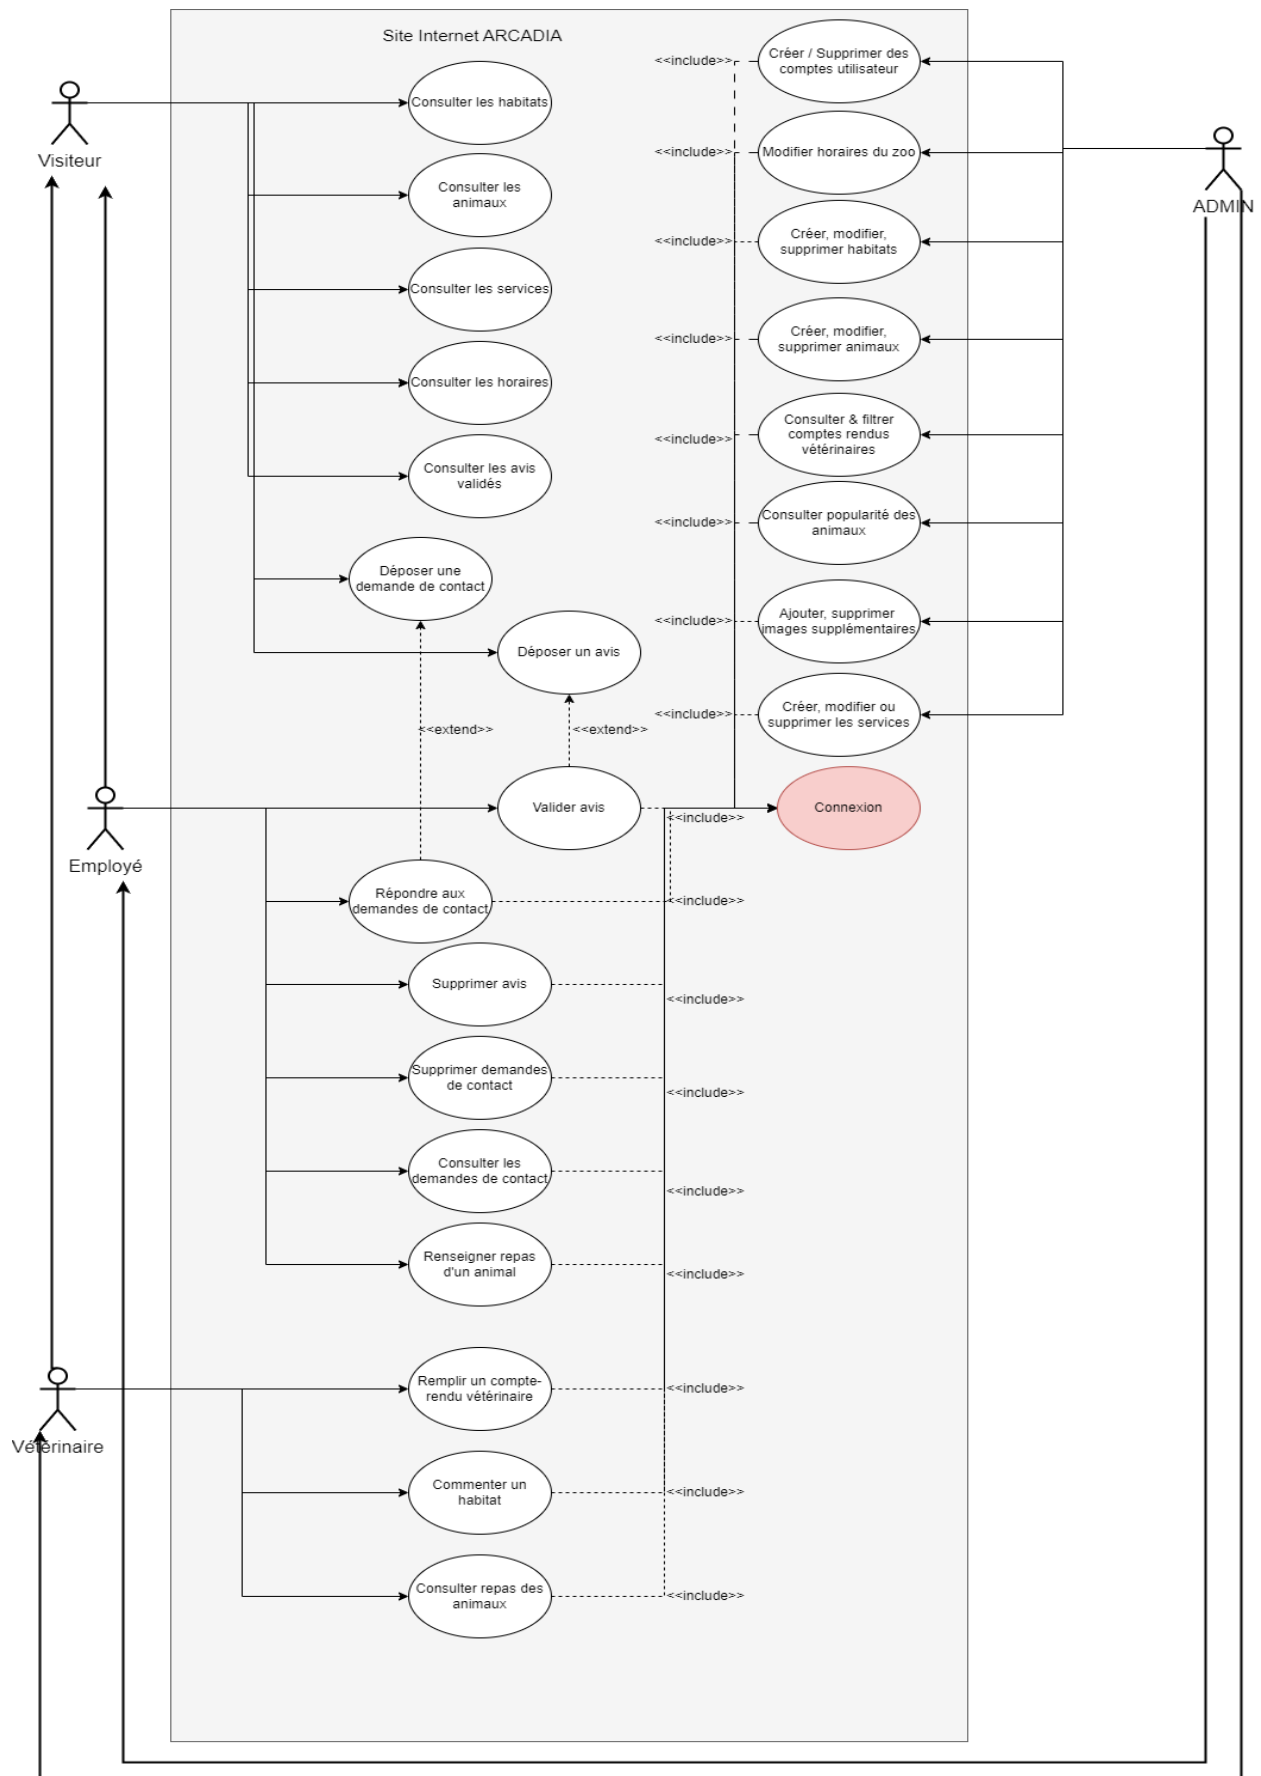 Site Internet ARCADIA
<<include>>
Créer / Supprimer des
comptes utilisateur
Consulter les habitats
Visiteur
<<include>>
Modifier horaires du zoo
ADMIN
Consulter les
animaux
<<include>>
Créer, modifier,
supprimer habitats
Consulter les services
<<include>>
Créer, modifier,
supprimer animaux
Consulter les horaires
<<include>>
Consulter & filtrer
comptes rendus
vétérinaires
Consulter les avis
validés
<<include>>
Consulter popularité des
animaux
Déposer une
demande de contact
<<include>>
Ajouter, supprimer
images supplémentaires
Déposer un avis
<<extend>>
<<extend>>
<<include>>
Créer, modifier ou
supprimer les services
Valider avis
<<include>>
Connexion
Employé
Répondre aux
demandes de contact
<<include>>
Supprimer avis
<<include>>
Supprimer demandes
de contact
<<include>>
Consulter les
demandes de contact
<<include>>
Renseigner repas
d'un animal
<<include>>
Remplir un compte-
rendu vétérinaire
<<include>>
Vétérinaire
Commenter un
habitat
<<include>>
Consulter repas des
animaux
<<include>>